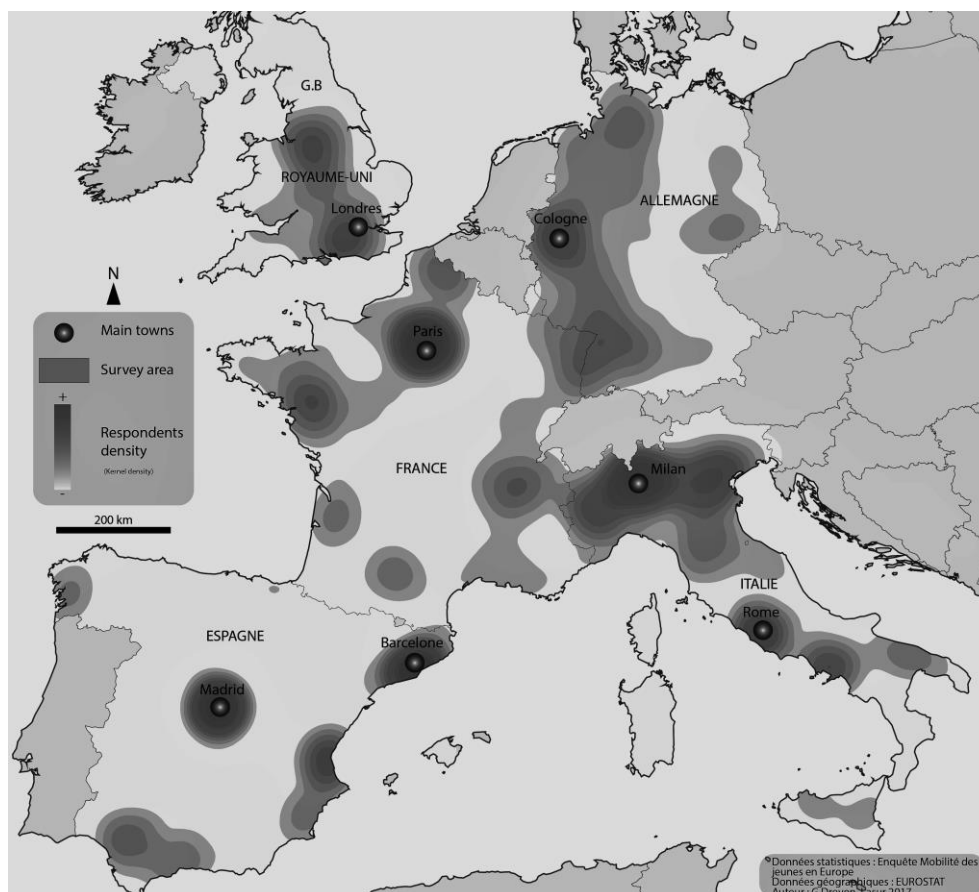 G.B
ROYAUME-UNI
Londres
ALLEMAGNE
Cologne
N
Main towns
Survey area
+
Respondents
density
(Kernel density)
-
200 km
Paris
FRANCE
Milan
ITALIE
Rome
ESPAGNE
Barcelone
Madrid
Données statistiques : Enquête Mobilité des
jeunes en Europe
Données géographiques : EUROSTAT
2017